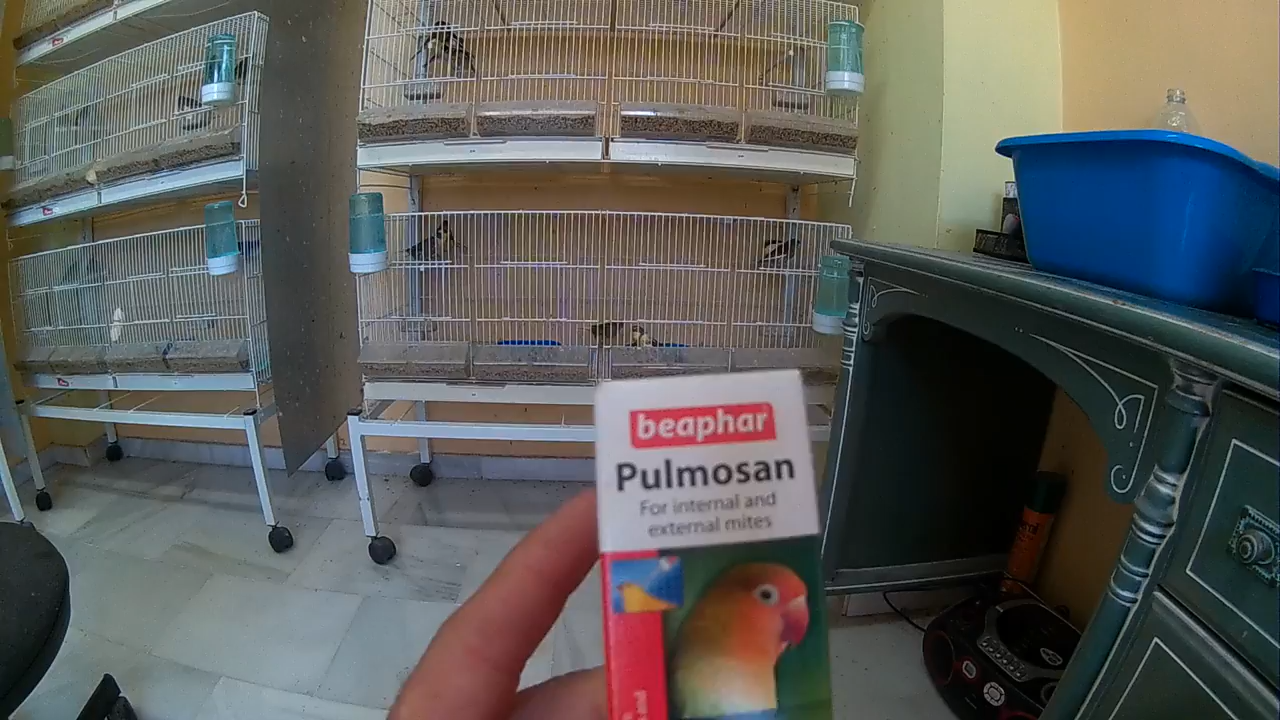 beaphar
Pulmosan
For internal and
external mites